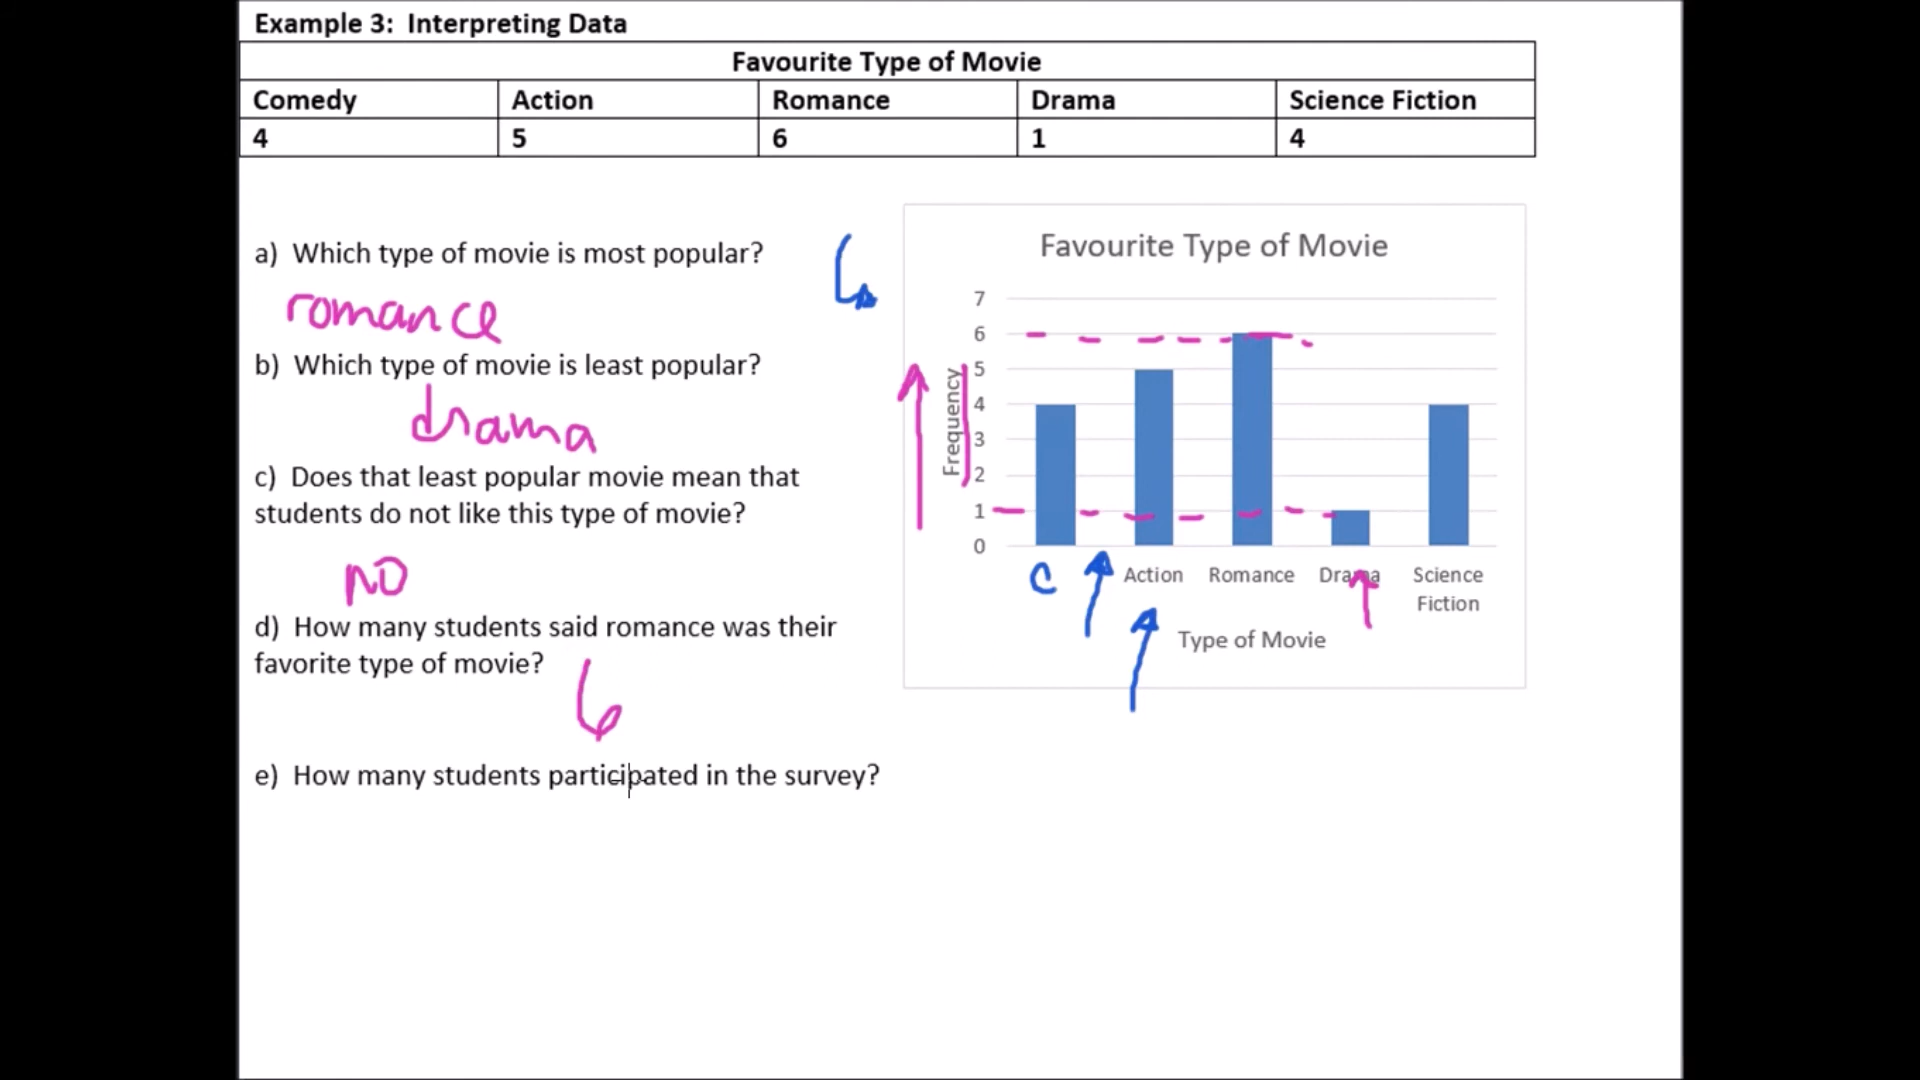 Example 3: Interpreting Data
Favourite Type of Movie
Comedy Action Romance Drama Science Fiction
4 5 6 1 4
a) Which type of movie is most popular?
romance
b) Which type of movie is least popular?
drama
c) Does that least popular movie mean that
students do not like this type of movie?
no
d) How many students said romance was their
favorite type of movie?
6
e) How many students participated in the survey?
Favourite Type of Movie
7
6
5
4
3
2
1
0
Frequency
C Action Romance Drama Science
Fiction
Type of Movie